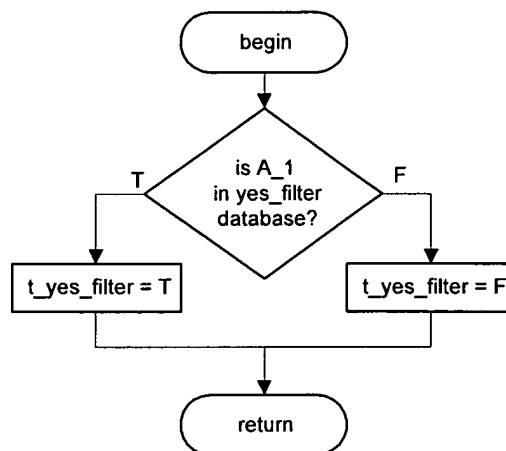 begin
is A_1
in yes_filter
database?
T
F
t_yes_filter = T
t_yes_filter = F
return